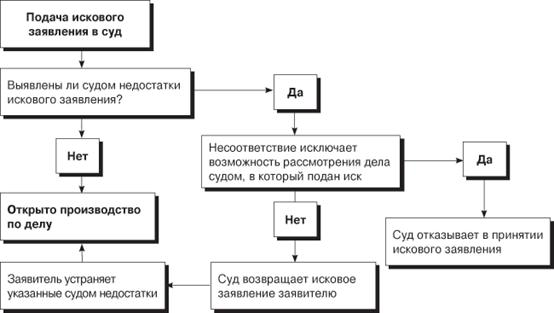 Подача искового
заявления в суд
Выявлены ли судом недостатки
искового заявления?
Да
Нет
Несоответствие исключает
возможность рассмотрения дела
судом, в который подан иск
Да
Открыто производство
по делу
Нет
Суд отказывает в принятии
искового заявления
Заявитель устраняет
указанные судом недостатки
Суд возвращает исковое
заявление заявителю